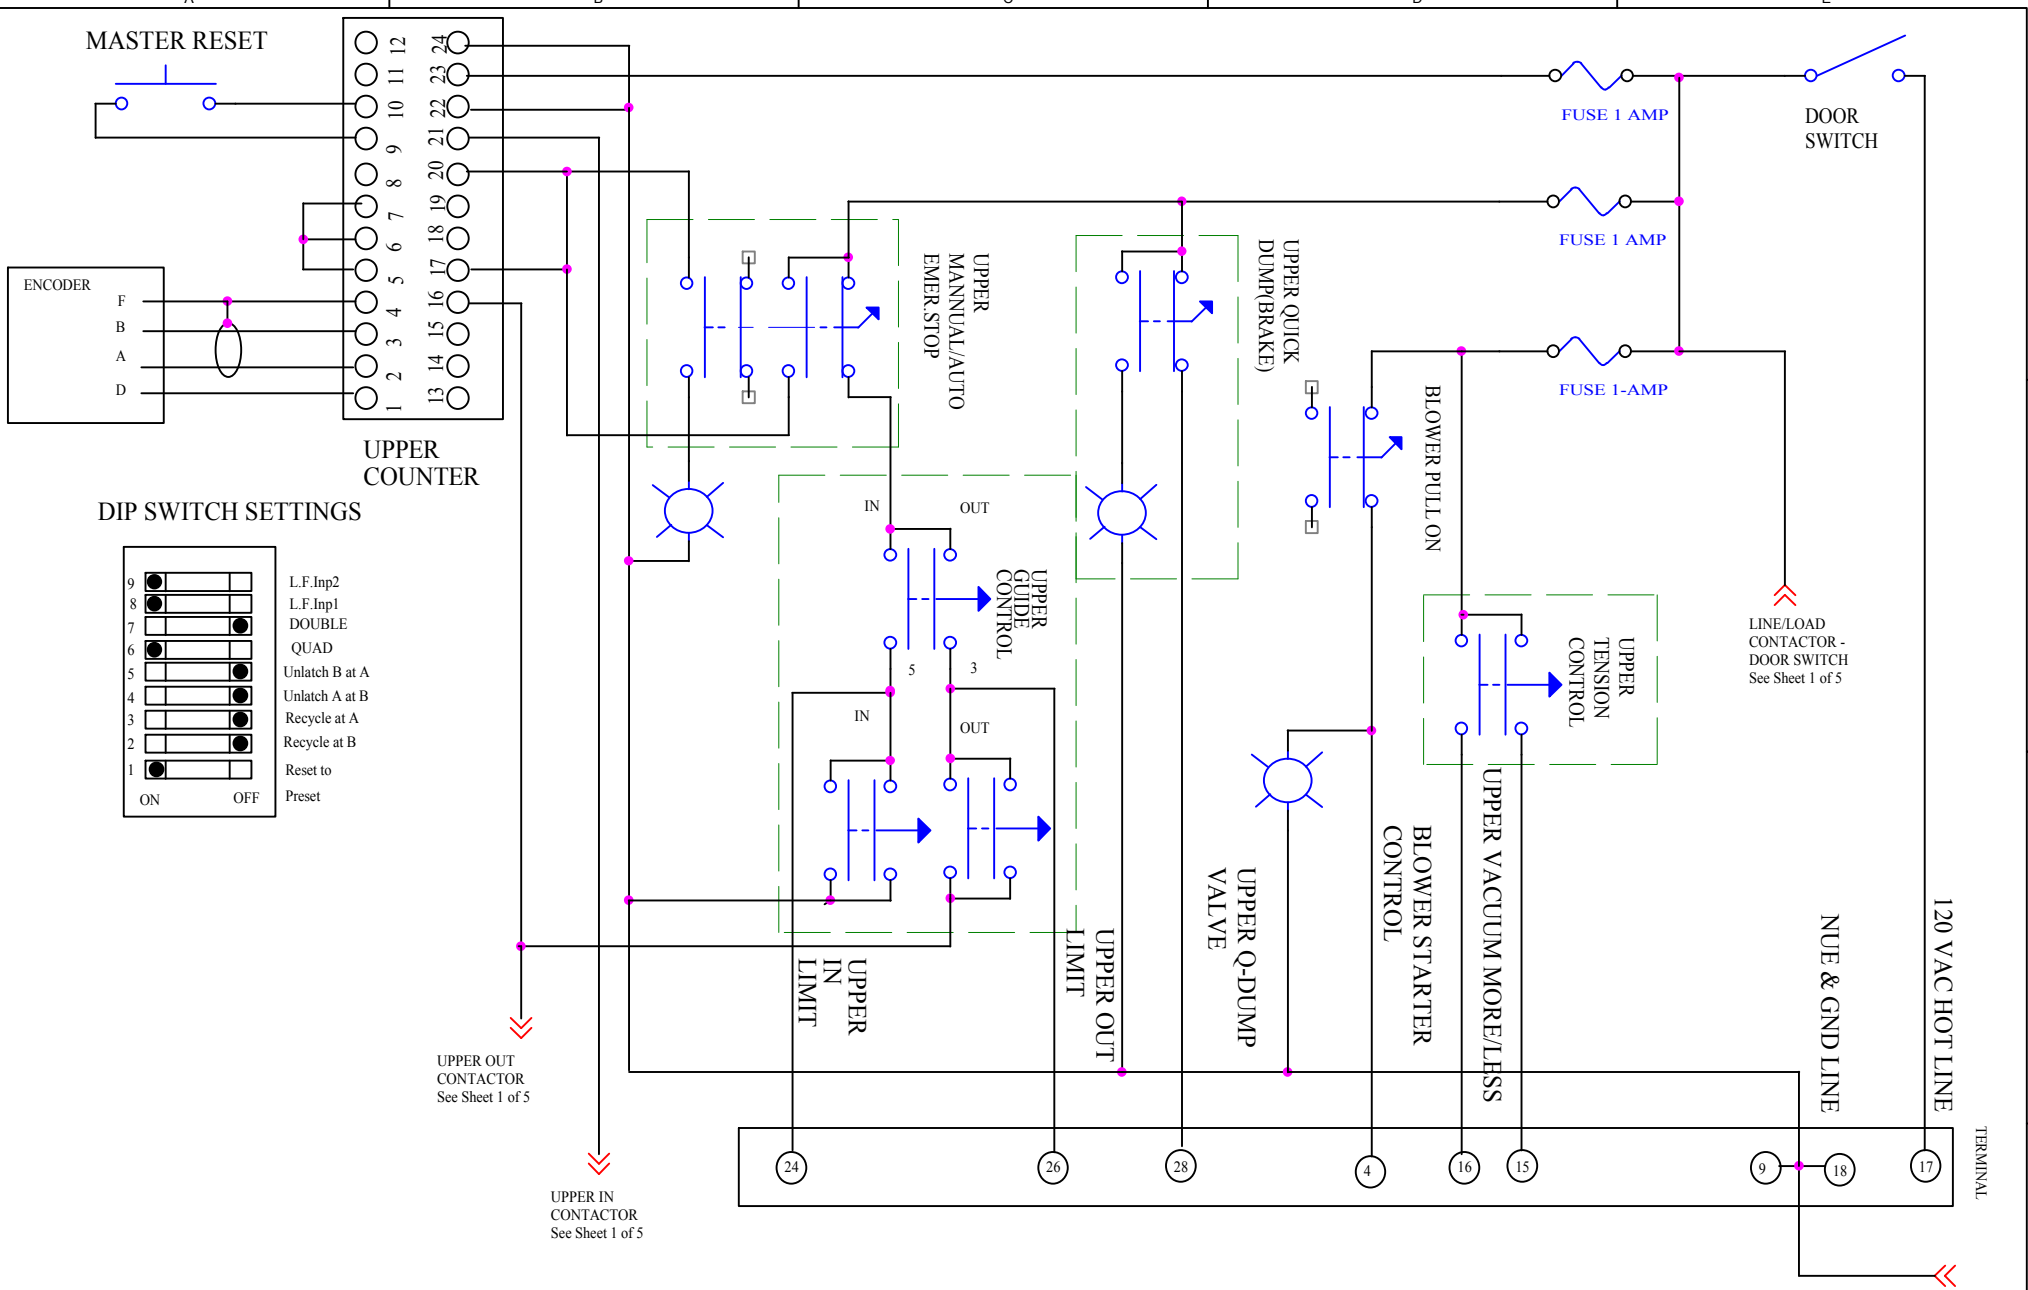 MASTER RESET
12
11
10
9
8
7
6
5
4
3
2
1
24
23
22
21
20
19
18
17
16
15
14
13
UPPER
COUNTER
ENCODER
F
B
A
D
DIP SWITCH SETTINGS
9 L.F.Inp2
8 L.F.Inp1
7 DOUBLE
6 QUAD
5 Unlatch B at A
4 Unlatch A at B
3 Recycle at A
2 Recycle at B
1 Reset to
ON OFF Preset
FUSE 1 AMP
FUSE 1 AMP
FUSE 1-AMP
DOOR
SWITCH
UPPER
MANNUAL/AUTO
EMER.STOP
UPPER QUICK
DUMP(BRAKE)
BLOWER PULL ON
IN OUT
UPPER
GUIDE
CONTROL
5 3
IN OUT
UPPER
TENSION
CONTROL
LINE/LOAD
CONTACTOR -
DOOR SWITCH
See Sheet 1 of 5
UPPER
IN
LIMIT
UPPER OUT
LIMIT
UPPER Q-DUMP
VALVE
BLOWER STARTER
CONTROL
UPPER VACUUM MORE/LESS
NUE & GND LINE
120 VAC HOT LINE
UPPER OUT
CONTACTOR
See Sheet 1 of 5
UPPER IN
CONTACTOR
See Sheet 1 of 5
24 26 28 4 16 15 9 18 17
TERMINAL